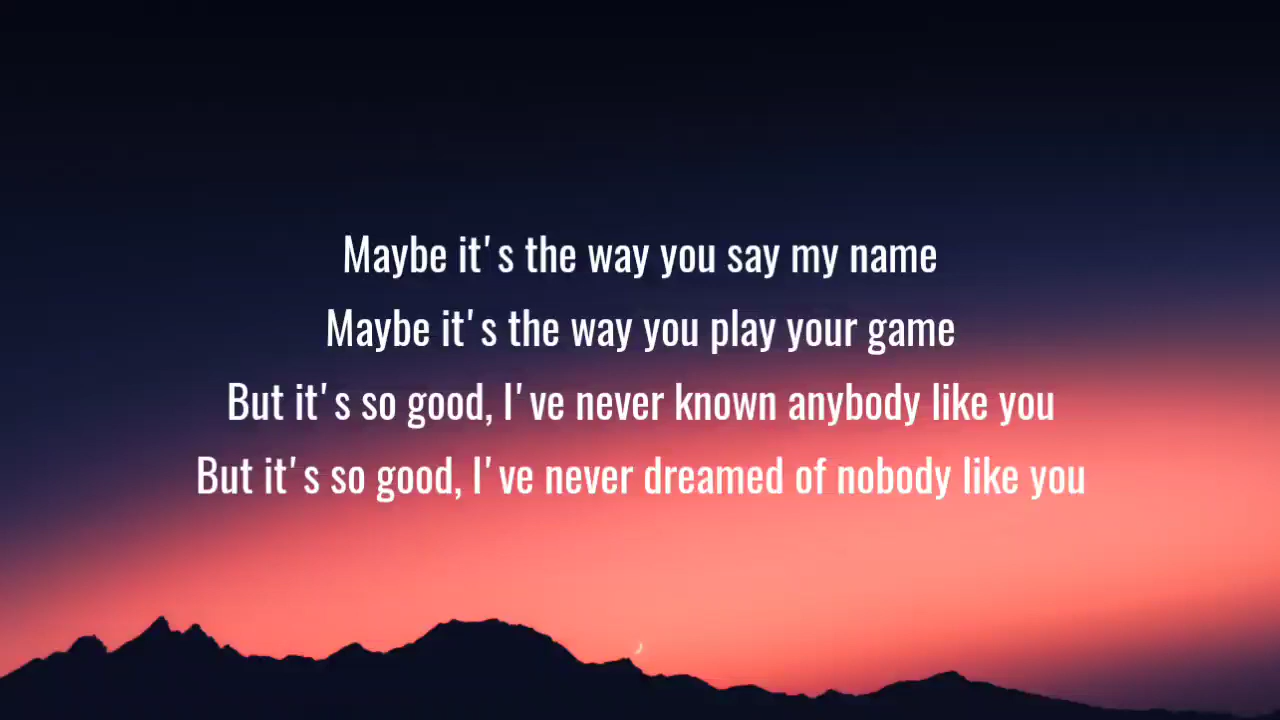 Maybe it's the way you say my name
Maybe it's the way you play your game
But it's so good, I've never known anybody like you
But it's so good, I've never dreamed of nobody like you